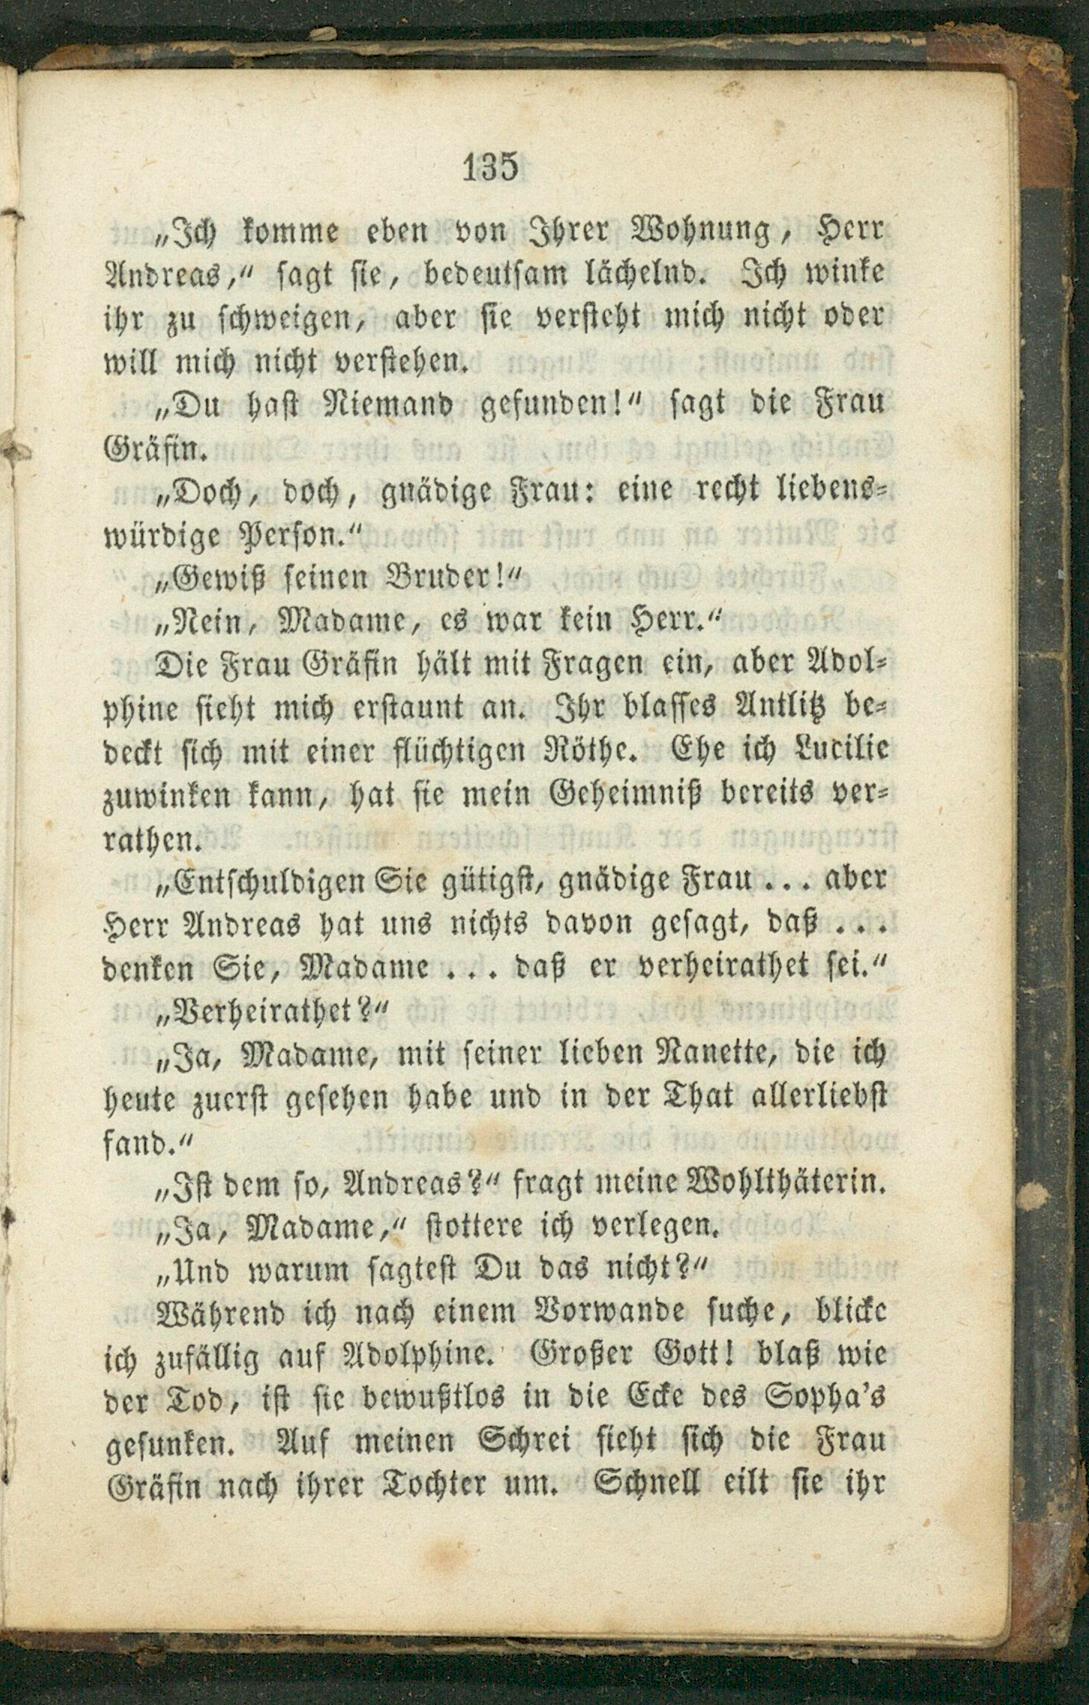 135
„Ich komme eben von Ihrer Wohnung, Herr
Andreas,“ sagt sie, bedeutsam lächelnd. Ich winke
ihr zu schweigen, aber sie versteht mich nicht oder
will mich nicht verstehen.
„Du hast Niemand gefunden!“ sagt die Frau
Gräfin.
„Doch, doch, gnädige Frau: eine recht liebens-
würdige Person.“
„Gewiß seinen Bruder!“
„Nein, Madame, es war kein Herr.“
Die Frau Gräfin hält mit Fragen ein, aber Adol-
phine sieht mich erstaunt an. Ihr blasses Antlitz be-
deckt sich mit einer flüchtigen Röthe. Ehe ich Lucilie
zuwinken kann, hat sie mein Geheimniß bereits ver-
rathen.
„Entschuldigen Sie gütigst, gnädige Frau ... aber
Herr Andreas hat uns nichts davon gesagt, daß ...
denken Sie, Madame ... daß er verheirathet sei.“
„Verheirathet?“
„Ja, Madame, mit seiner lieben Nanette, die ich
heute zuerst gesehen habe und in der That allerliebst
fand.“
„Ist dem so, Andreas?“ fragt meine Wohlthäterin.
„Ja, Madame,“ stottere ich verlegen.
„Und warum sagtest Du das nicht?“
Während ich nach einem Vorwande suche, blicke
ich zufällig auf Adolphine. Großer Gott! blaß wie
der Tod, ist sie bewußtlos in die Ecke des Sopha's
gesunken. Auf meinen Schrei sieht sich die Frau
Gräfin nach ihrer Tochter um. Schnell eilt sie ihr